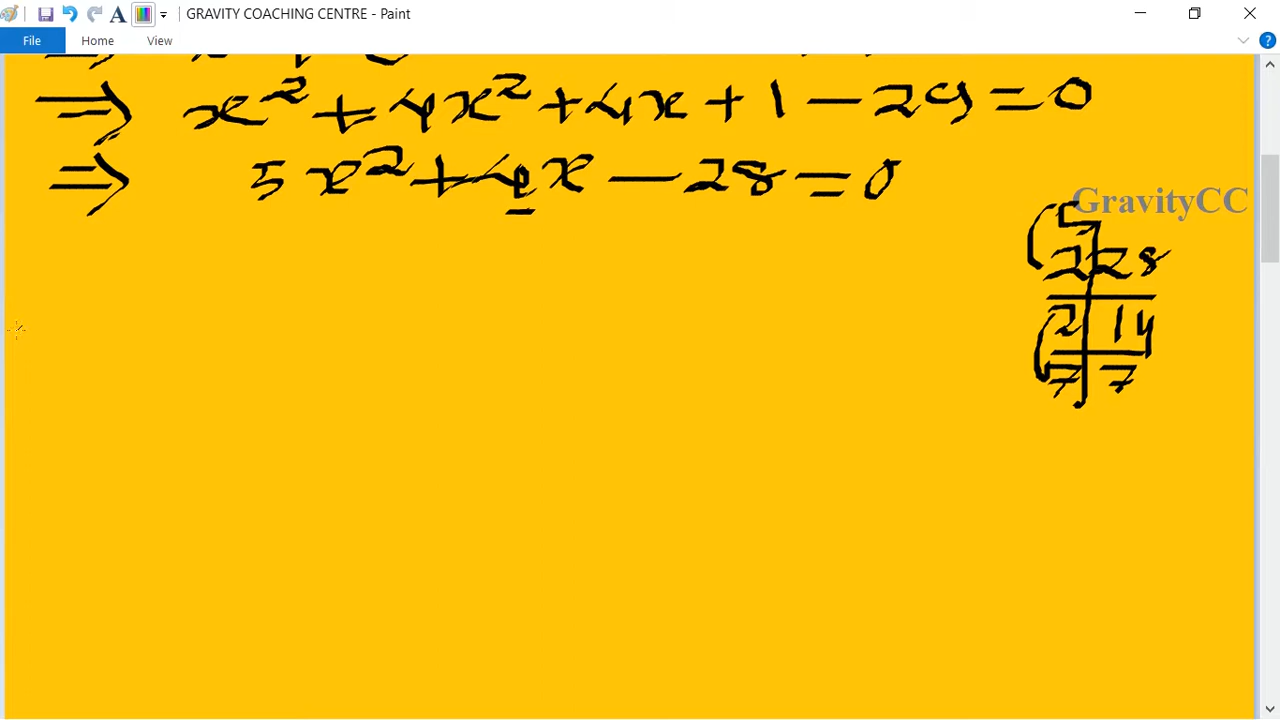 GRAVITY COACHING CENTRE - Paint
File Home View
⇒ x² + 4x² + 4x + 1 − 29 = 0
⇒ 5x² + 4x − 28 = 0
GravityCC
5
2 28
2 14
7 7